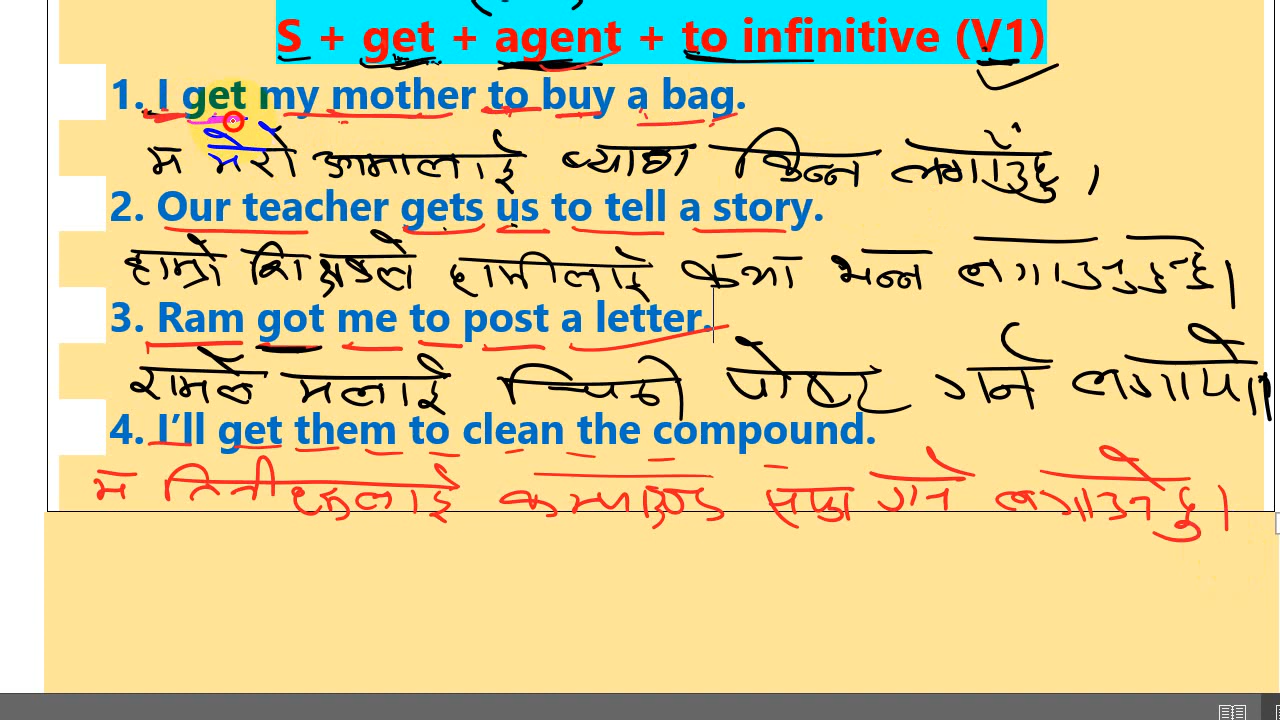 S + get + agent + to infinitive (V1)
1. I get my mother to buy a bag.
म मेरो आमालाई ब्याग किन्न लगाउँछु ।
2. Our teacher gets us to tell a story.
हाम्रो शिक्षकले हामीलाई कथा भन्न लगाउनुहुन्छ ।
3. Ram got me to post a letter.
रामले मलाई चिठी पोस्ट गर्न लगायो ।
4. I’ll get them to clean the compound.
म तिनीहरूलाई कम्पाउण्ड सफा गर्न लगाउनेछु ।